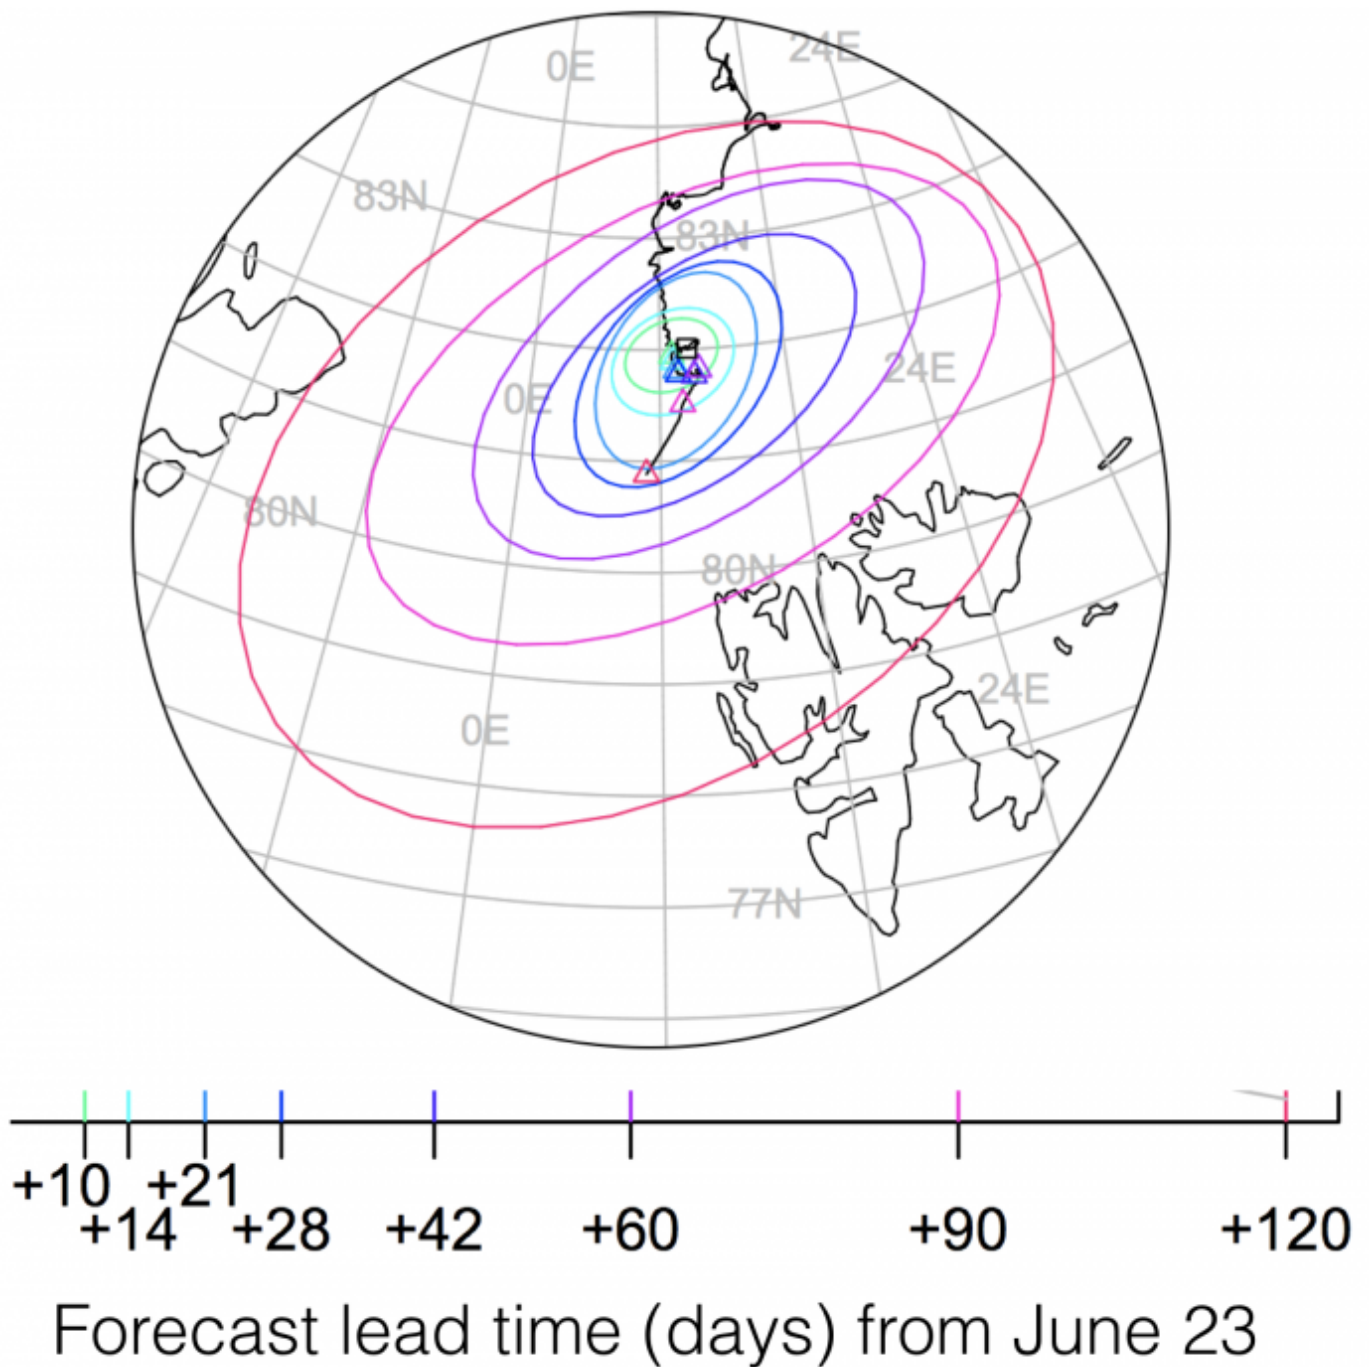 24E
0E
83N
83N
24E
0E
80N
80N
24E
0E
77N
+10 +21
+14 +28 +42 +60 +90 +120
Forecast lead time (days) from June 23